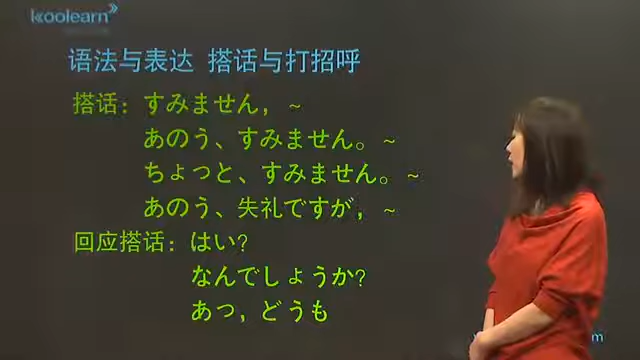 koolearn
语法与表达 搭话与打招呼
搭话：すみません，~
あのう、すみません。~
ちょっと、すみません。~
あのう、失礼ですが，~
回应搭话：はい？
なんでしょうか？
あっ，どうも
m